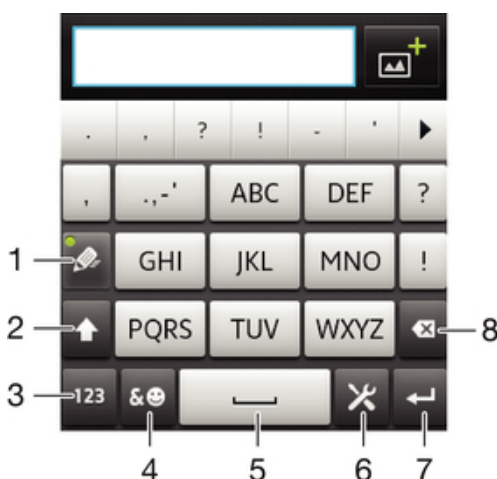 . , ? ! - ' 
, .,-' ABC DEF ?
1 GHI JKL MNO !
2 PQRS TUV WXYZ 8
3 123 &
4 5 6 7